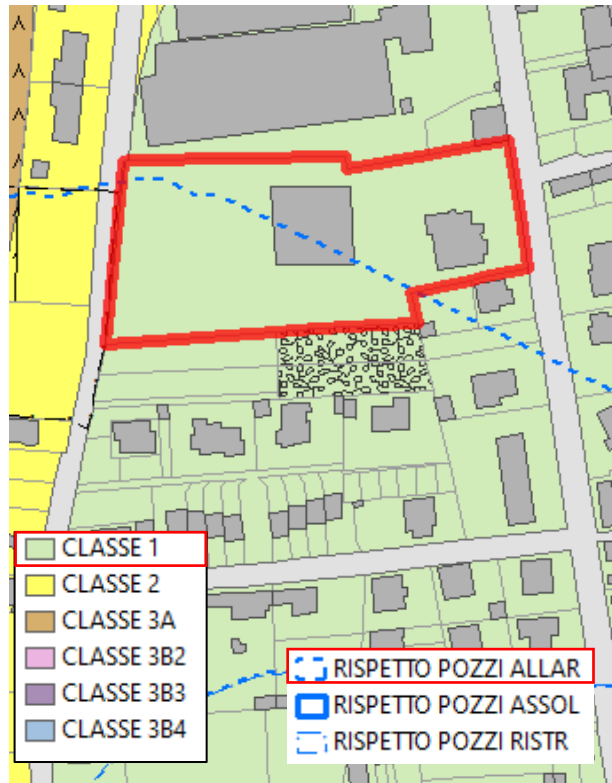 CLASSE 1
CLASSE 2
CLASSE 3A
CLASSE 3B2
CLASSE 3B3
CLASSE 3B4
RISPETTO POZZI ALLAR
RISPETTO POZZI ASSOL
RISPETTO POZZI RISTR